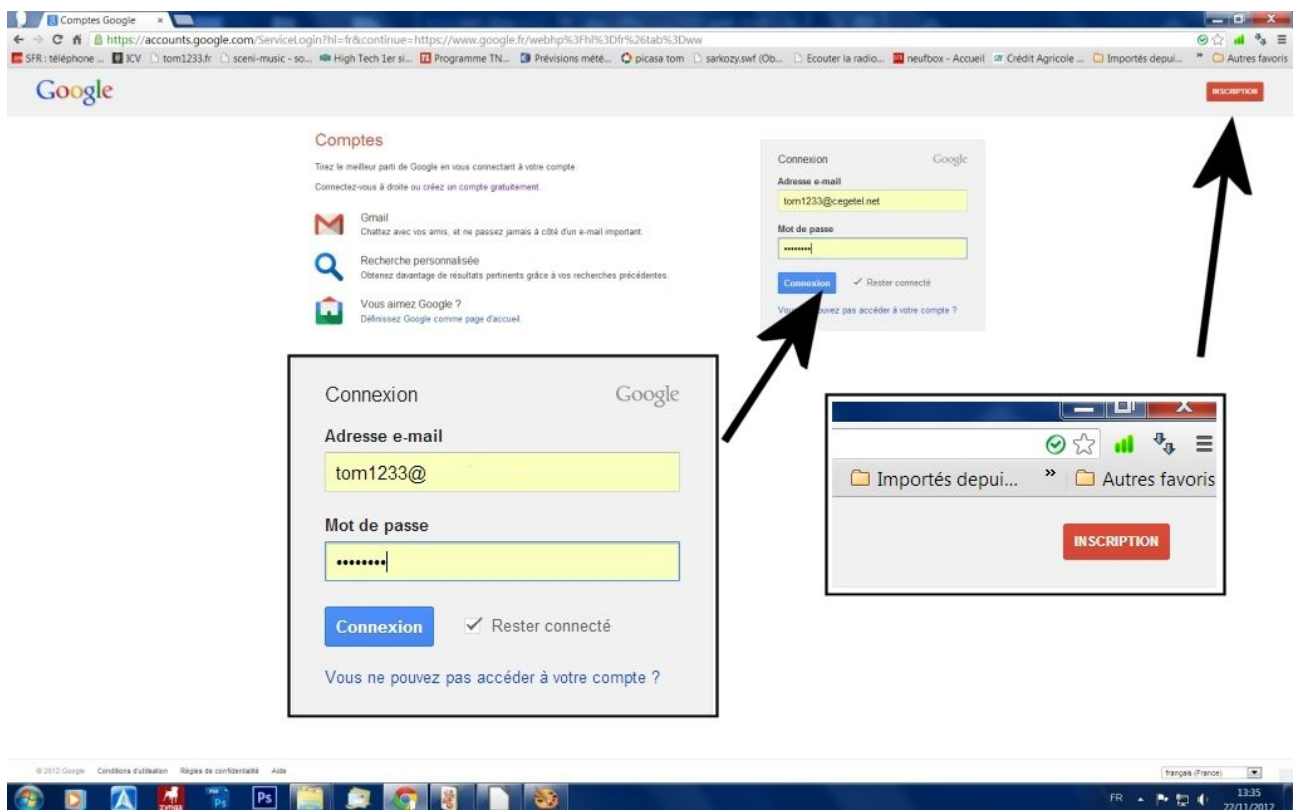 Comptes Google
https://accounts.google.com/ServiceLogin?hl=fr&continue=https://www.google.fr/webhp%3Fhl%3Dfr%26tab%3Dww
SFR : téléphone ... ICV tom1233.fr sceni-music - so... High Tech 1er si... Programme TN... Prévisions mété... picasa tom sarkozy.swf (Ob... Ecouter la radio... neufbox - Accueil Crédit Agricole ... Importés depui... » Autres favoris
Google INSCRIPTION
Comptes
Tirez le meilleur parti de Google en vous connectant à votre compte.
Connectez-vous à droite ou créez un compte gratuitement.
Gmail
Chattez avec vos amis, et ne passez jamais à côté d'un e-mail important.
Recherche personnalisée
Obtenez davantage de résultats pertinents grâce à vos recherches précédentes.
Vous aimez Google ?
Définissez Google comme page d'accueil.
Connexion Google
Adresse e-mail
tom1233@cegetel.net
Mot de passe
Connexion Rester connecté
pouvez pas accéder à votre compte ?
Connexion Google
Adresse e-mail
tom1233@
Mot de passe
Connexion Rester connecté
Vous ne pouvez pas accéder à votre compte ?
Importés depui... » Autres favoris
INSCRIPTION
© 2012 Google Conditions d'utilisation Règles de confidentialité Aide
français (France)
zynga Ps Ps
FR 13:35
22/11/2012